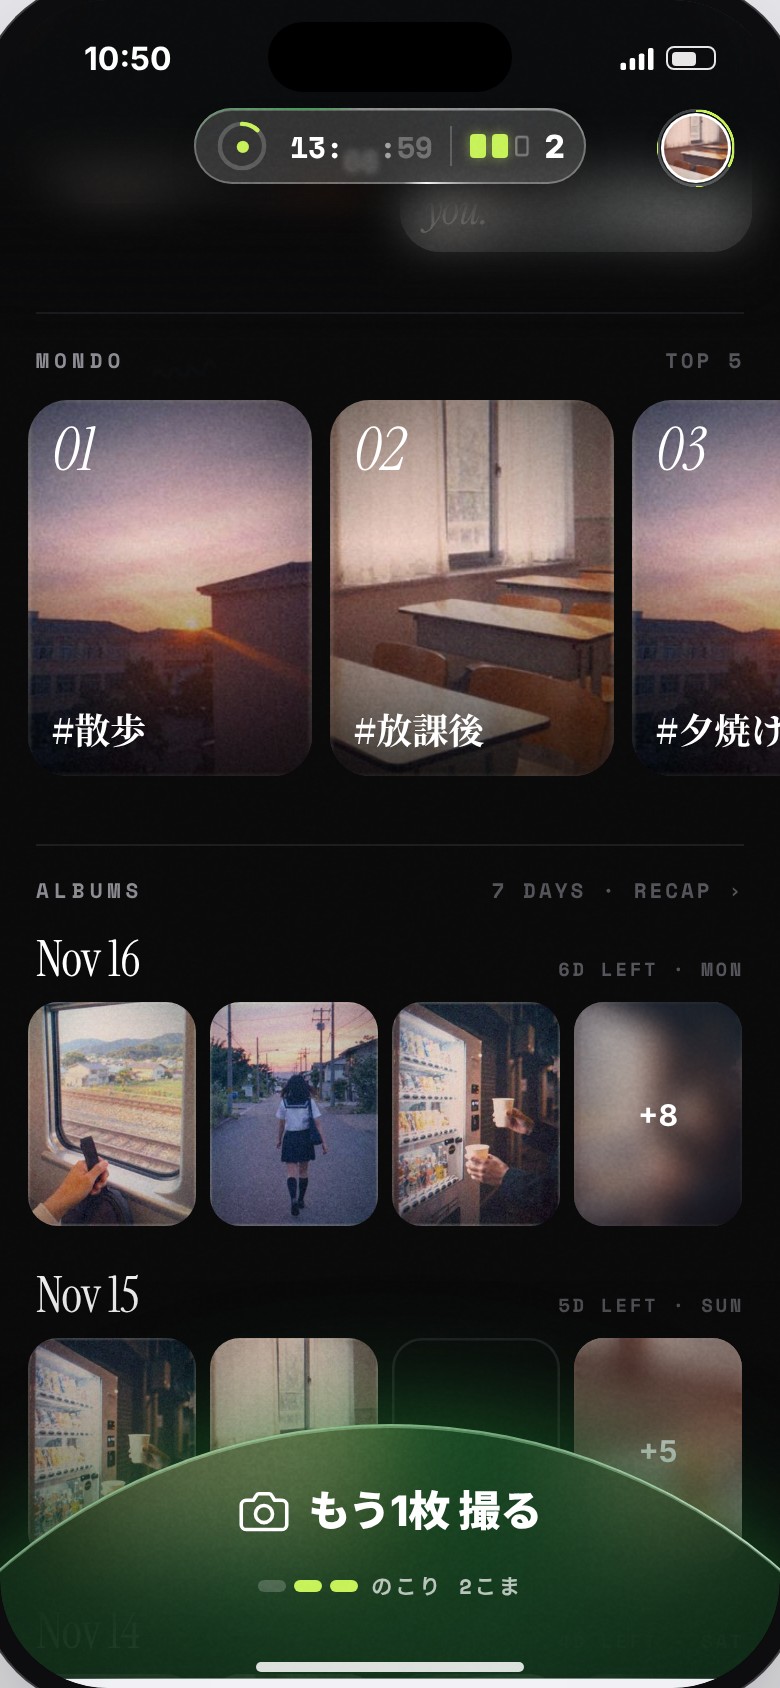 10:50
13: :59 2
you.
MONDO TOP 5
01 02 03
#散歩 #放課後 #夕焼け
ALBUMS 7 DAYS · RECAP ›
Nov 16 6D LEFT · MON
+8
Nov 15 5D LEFT · SUN
+5
もう1枚 撮る
のこり 2こま
Nov 14